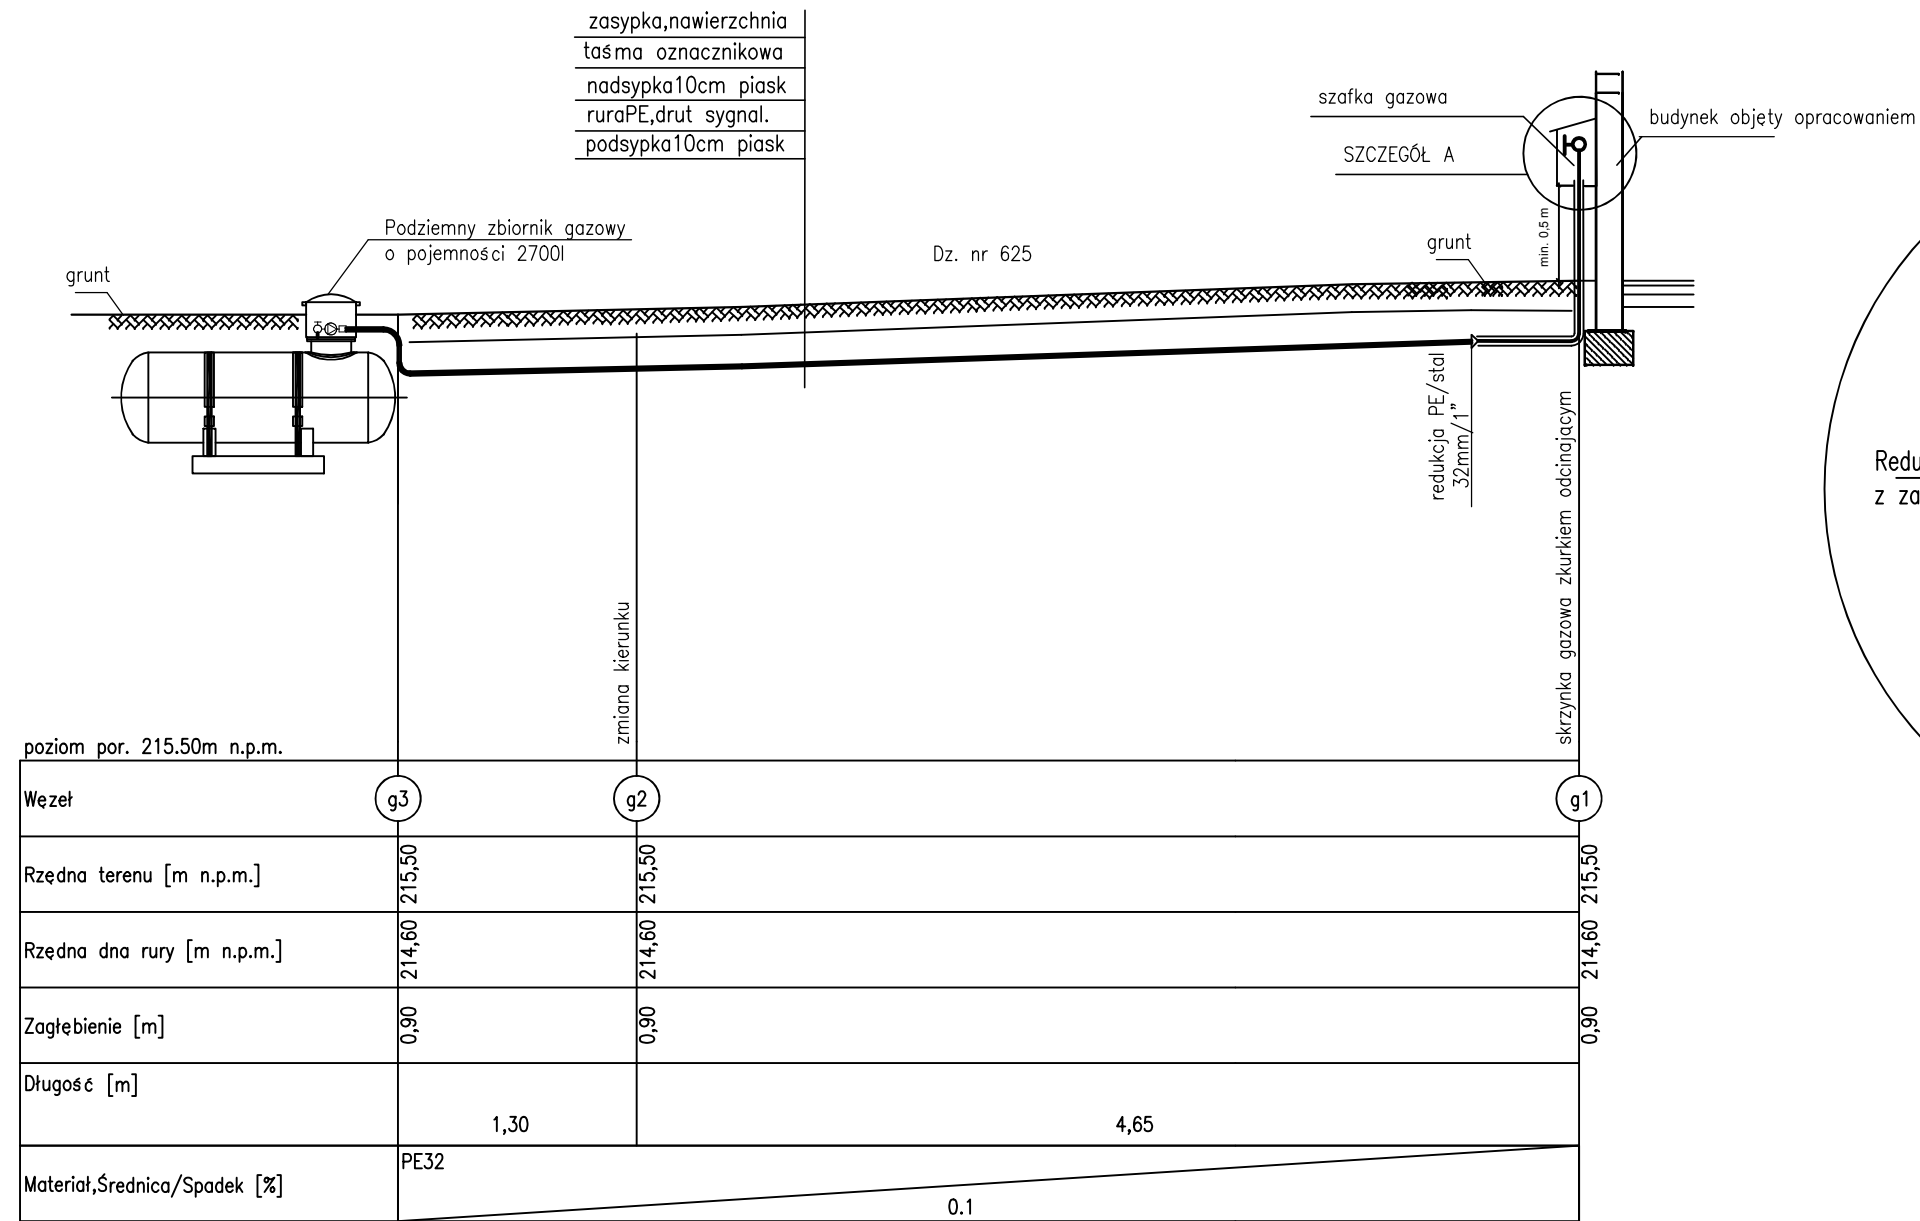 zasypka,nawierzchnia
taśma oznacznikowa
nadsypka10cm piask
ruraPE,drut sygnal.
podsypka10cm piask
szafka gazowa
budynek objęty opracowaniem
SZCZEGÓŁ A
Podziemny zbiornik gazowy
o pojemności 2700l
Dz. nr 625
grunt
min. 0,5 m
grunt
redukcja PE/stal
32mm/1"
skrzynka gazowa zkurkiem odcinającym
Redu
z za
zmiana kierunku
poziom por. 215.50m n.p.m.
Węzeł g3 g2 g1
Rzędna terenu [m n.p.m.] 215,50 215,50 215,50
Rzędna dna rury [m n.p.m.] 214,60 214,60 214,60
Zagłębienie [m] 0,90 0,90 0,90
Długość [m]
1,30 4,65
PE32
Materiał,Średnica/Spadek [%]
0.1